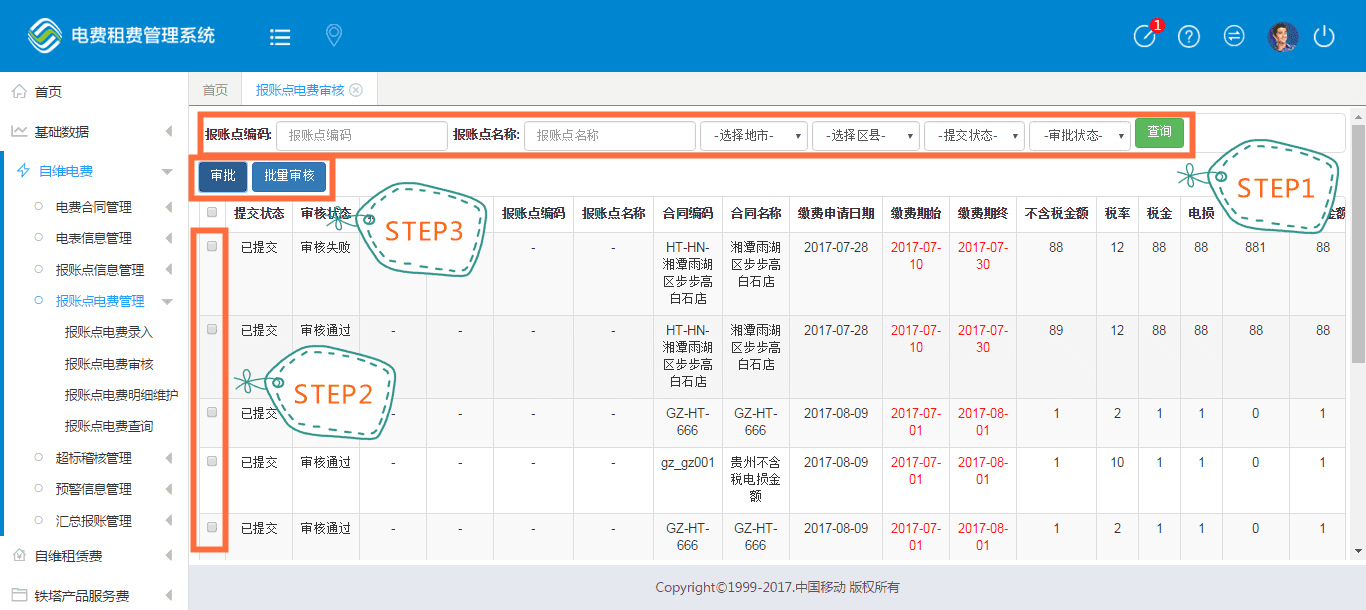 电费租费管理系统
1
首页
报账点电费审核
首页
基础数据
自维电费
电费合同管理
电表信息管理
报账点信息管理
报账点电费管理
报账点电费录入
报账点电费审核
报账点电费明细维护
报账点电费查询
超标稽核管理
预警信息管理
汇总报账管理
自维租赁费
铁塔产品服务费
报账点编码: 报账点编码 报账点名称: 报账点名称 -选择地市- -选择区县- -提交状态- -审批状态- 查询
审批 批量审核
STEP1
STEP3
STEP2
提交状态 审核状态 报账点编码 报账点名称 合同编码 合同名称 缴费申请日期 缴费期始 缴费期终 不含税金额 税率 税金 电损 金额
已提交 审核失败 - - - HT-HN-湘潭雨湖区步步高白石店 湘潭雨湖区步步高白石店 2017-07-28 2017-07-10 2017-07-30 88 12 88 88 881 88
已提交 审核通过 - - - - HT-HN-湘潭雨湖区步步高白石店 湘潭雨湖区步步高白石店 2017-07-28 2017-07-10 2017-07-30 89 12 88 88 88 88
已提交 - - - GZ-HT-666 GZ-HT-666 2017-08-09 2017-07-01 2017-08-01 1 2 1 1 0 1
已提交 审核通过 - - - - gz_gz001 贵州不含税电损金额 2017-08-09 2017-07-01 2017-08-01 1 10 1 1 0 1
已提交 审核通过 - - - - GZ-HT-666 GZ-HT-666 2017-08-09 2017-07-01 2017-08-01 1 2 1 1 0 1
Copyright©1999-2017.中国移动 版权所有